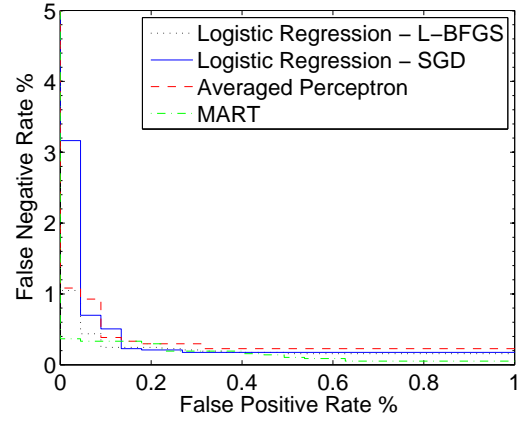 Logistic Regression − L−BFGS
Logistic Regression − SGD
Averaged Perceptron
MART
False Negative Rate %
5
4
3
2
1
0
0
0.2
0.4
0.6
0.8
1
False Positive Rate %